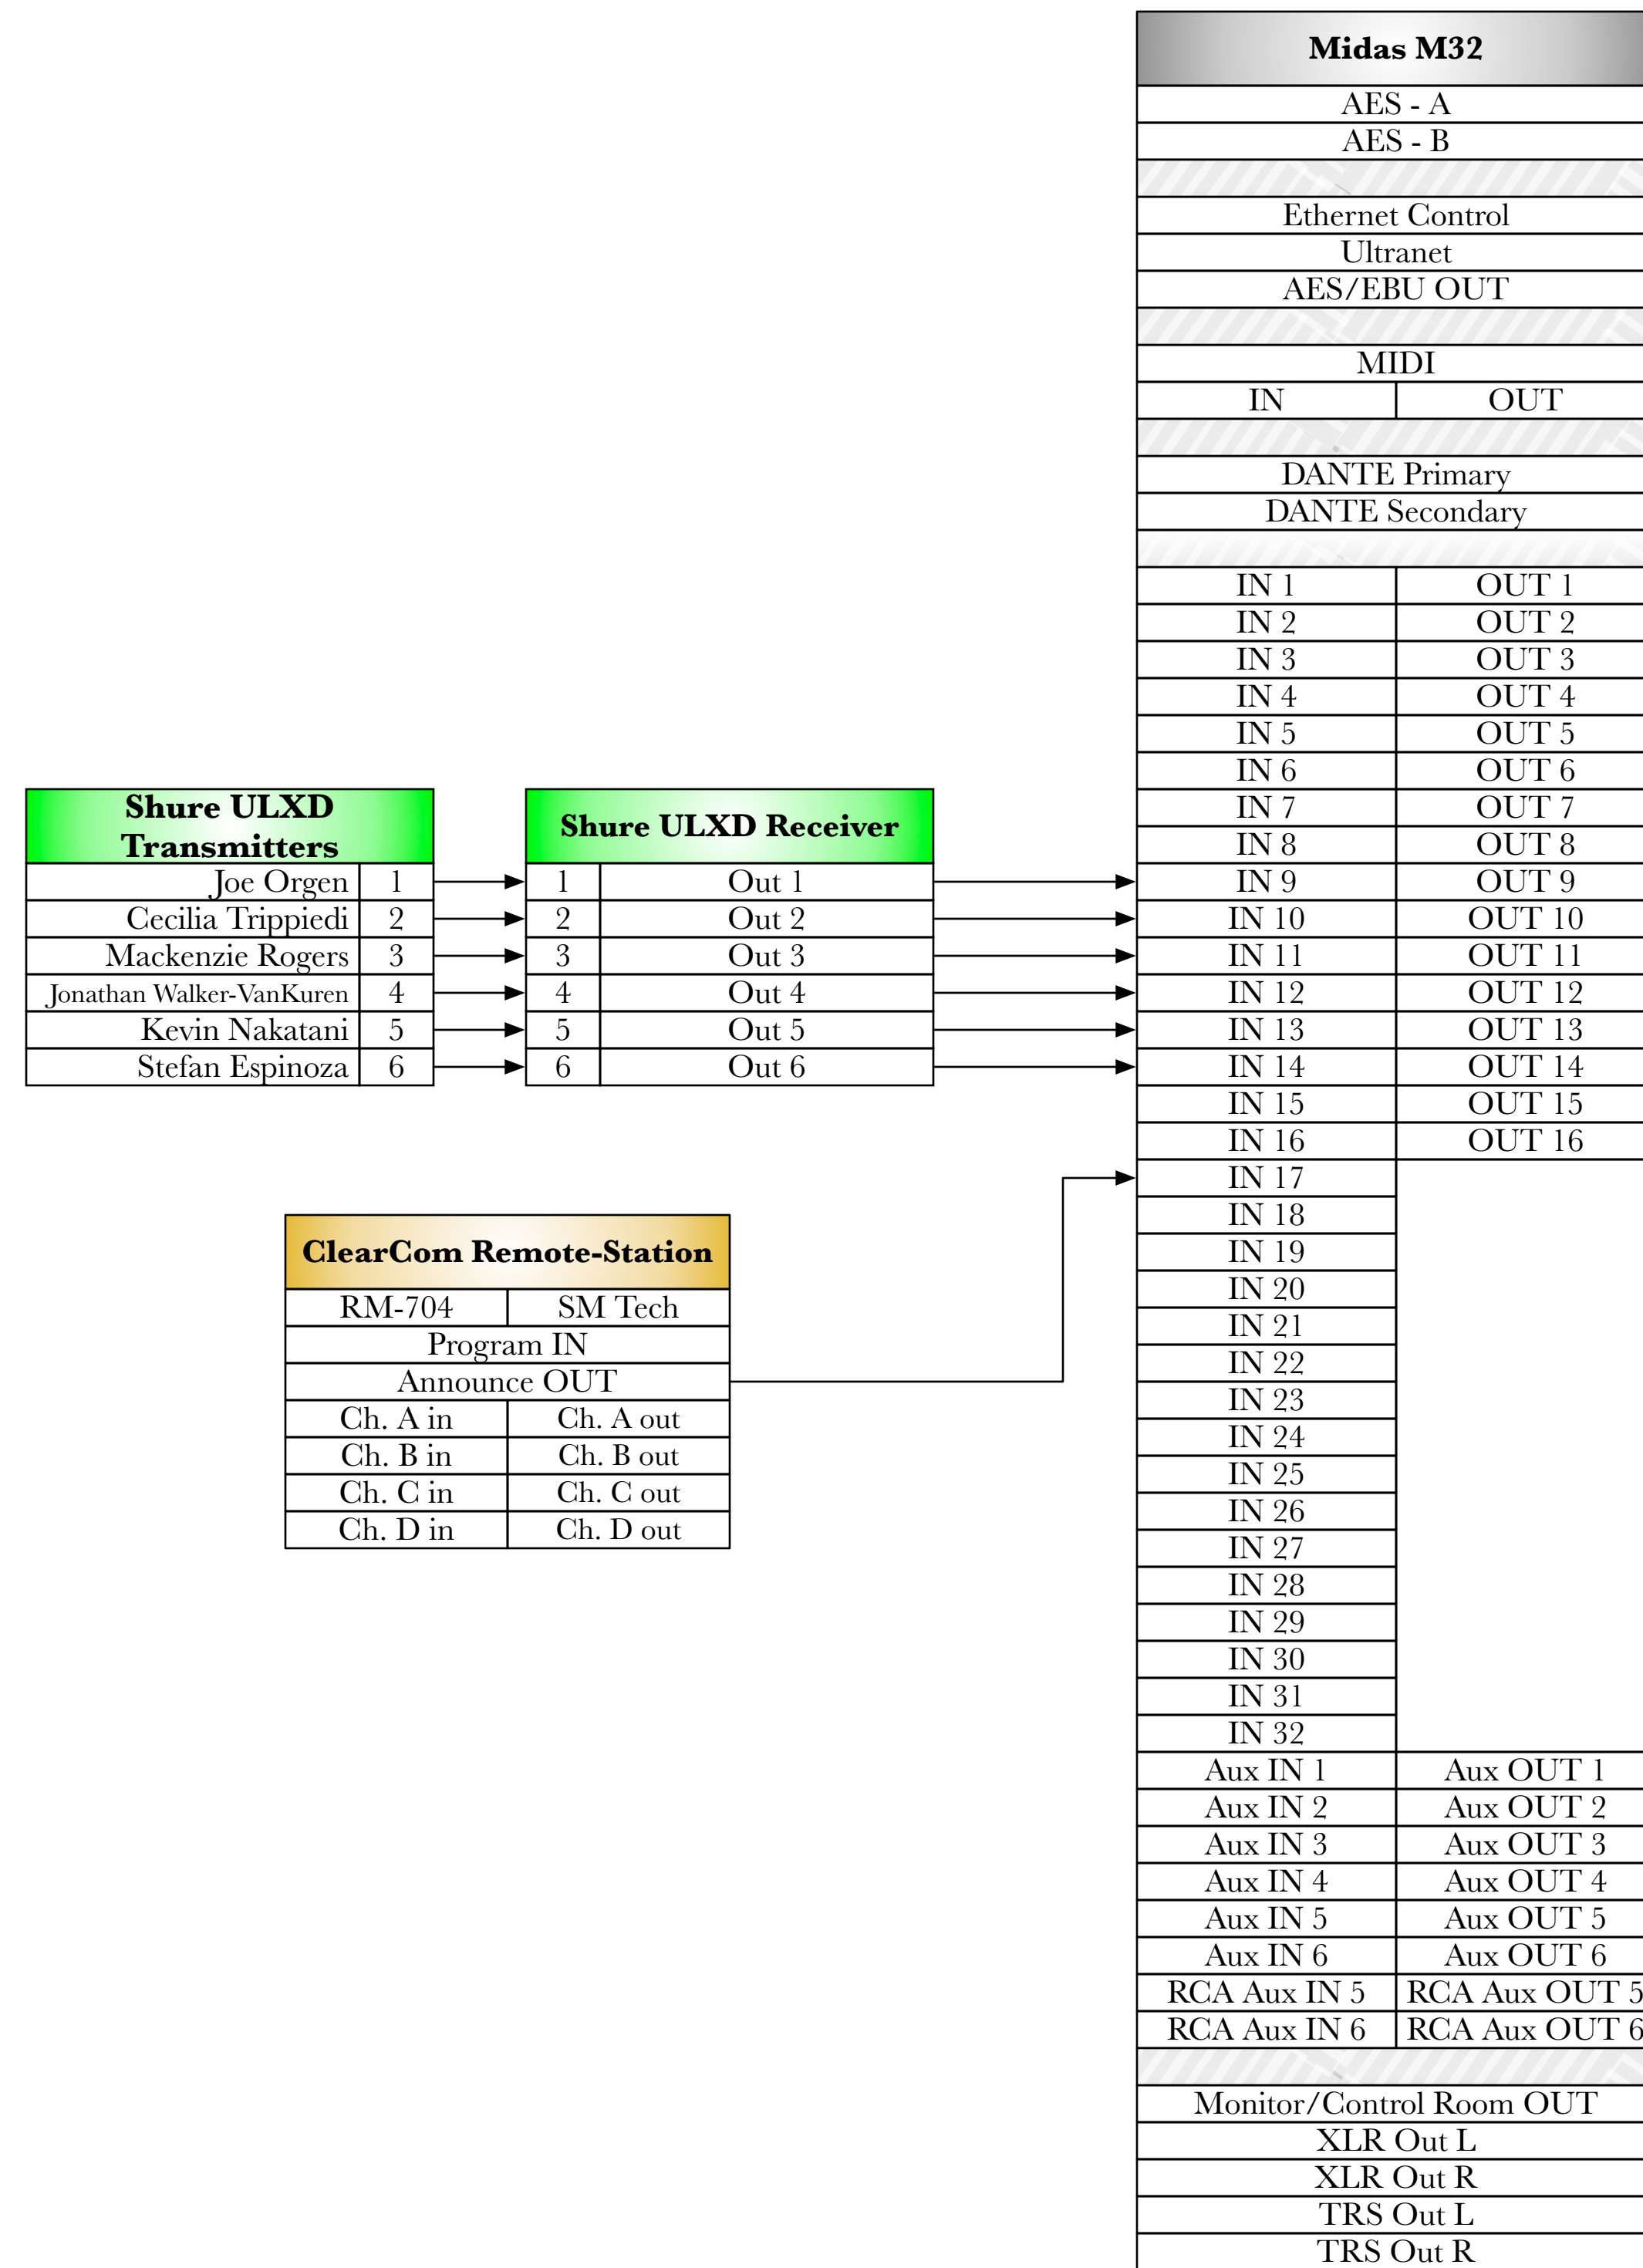 Midas M32
AES - A
AES - B
Ethernet Control
Ultranet
AES/EBU OUT
MIDI
IN OUT
DANTE Primary
DANTE Secondary
IN 1 OUT 1
IN 2 OUT 2
IN 3 OUT 3
IN 4 OUT 4
IN 5 OUT 5
IN 6 OUT 6
IN 7 OUT 7
IN 8 OUT 8
IN 9 OUT 9
IN 10 OUT 10
IN 11 OUT 11
IN 12 OUT 12
IN 13 OUT 13
IN 14 OUT 14
IN 15 OUT 15
IN 16 OUT 16
IN 17
IN 18
IN 19
IN 20
IN 21
IN 22
IN 23
IN 24
IN 25
IN 26
IN 27
IN 28
IN 29
IN 30
IN 31
IN 32
Aux IN 1 Aux OUT 1
Aux IN 2 Aux OUT 2
Aux IN 3 Aux OUT 3
Aux IN 4 Aux OUT 4
Aux IN 5 Aux OUT 5
Aux IN 6 Aux OUT 6
RCA Aux IN 5 RCA Aux OUT 5
RCA Aux IN 6 RCA Aux OUT 6
Monitor/Control Room OUT
XLR Out L
XLR Out R
TRS Out L
TRS Out R
Shure ULXD
Transmitters
Joe Orgen 1
Cecilia Trippiedi 2
Mackenzie Rogers 3
Jonathan Walker-VanKuren 4
Kevin Nakatani 5
Stefan Espinoza 6
Shure ULXD Receiver
1 Out 1
2 Out 2
3 Out 3
4 Out 4
5 Out 5
6 Out 6
ClearCom Remote-Station
RM-704 SM Tech
Program IN
Announce OUT
Ch. A in Ch. A out
Ch. B in Ch. B out
Ch. C in Ch. C out
Ch. D in Ch. D out